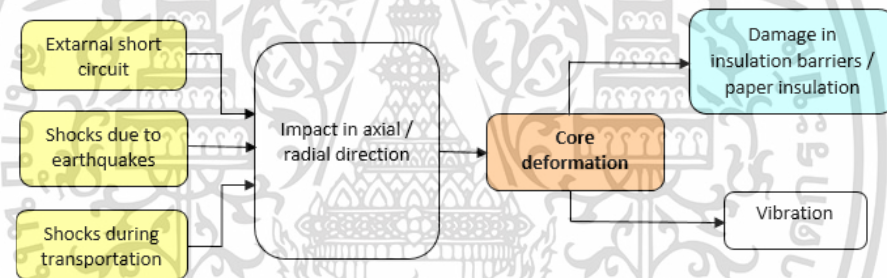 Extarnal short
circuit
Shocks due to
earthquakes
Shocks during
transportation
Impact in axial /
radial direction
Core
deformation
Damage in
insulation barriers /
paper insulation
Vibration